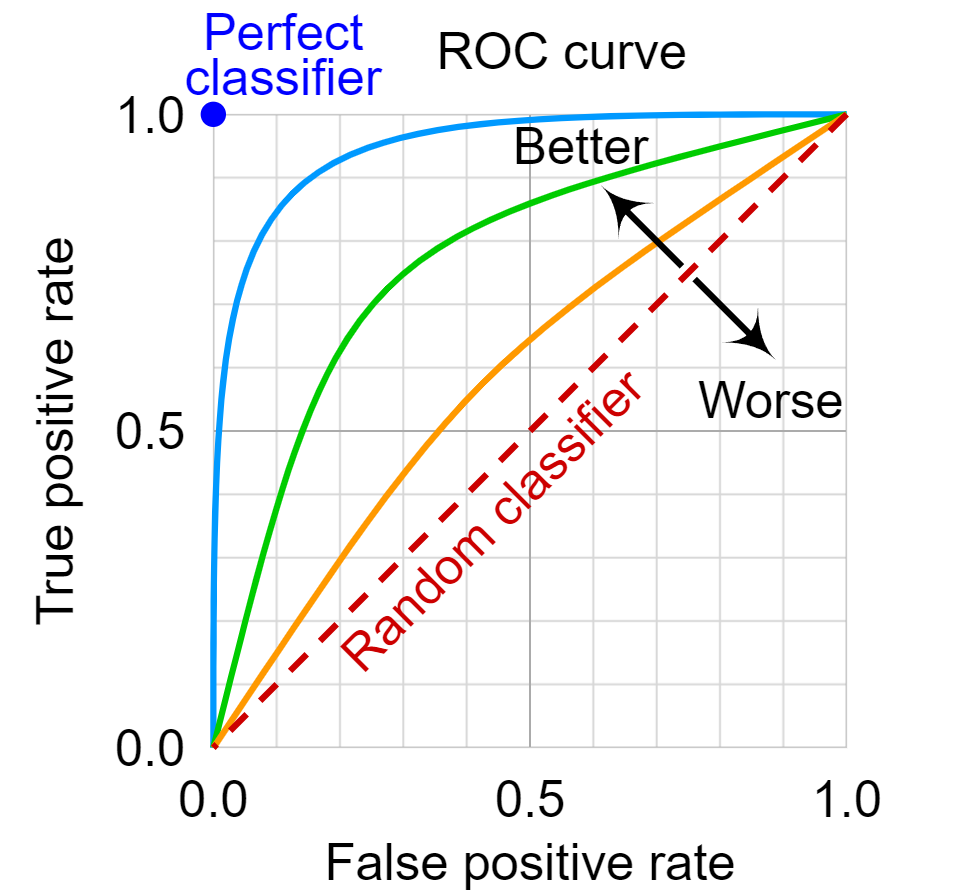 Perfect
classifier
ROC curve
1.0
Better
True positive rate
0.5
Worse
Random classifier
0.0
0.0
0.5
1.0
False positive rate